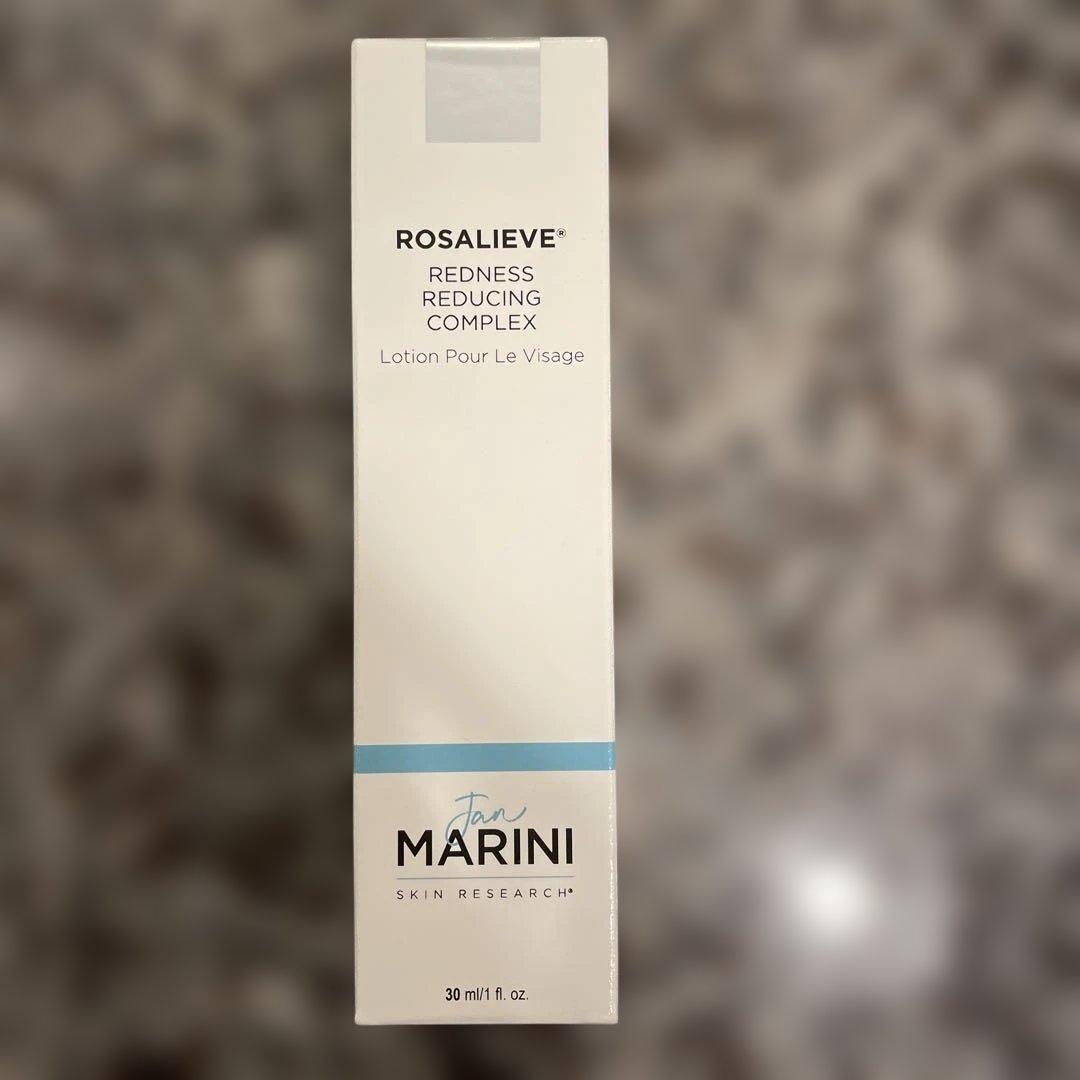 ROSALIEVE®
REDNESS
REDUCING
COMPLEX
Lotion Pour Le Visage
Jan
MARINI
SKIN RESEARCH®
30 ml/1 fl. oz.